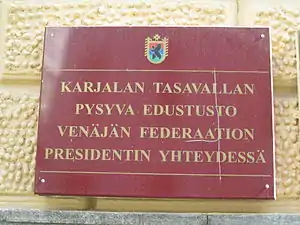 KARJALAN TASAVALLAN
PYSYVA EDUSTUSTO
VENÄJÄN FEDERAATION
PRESIDENTIN YHTEYDESSÄ